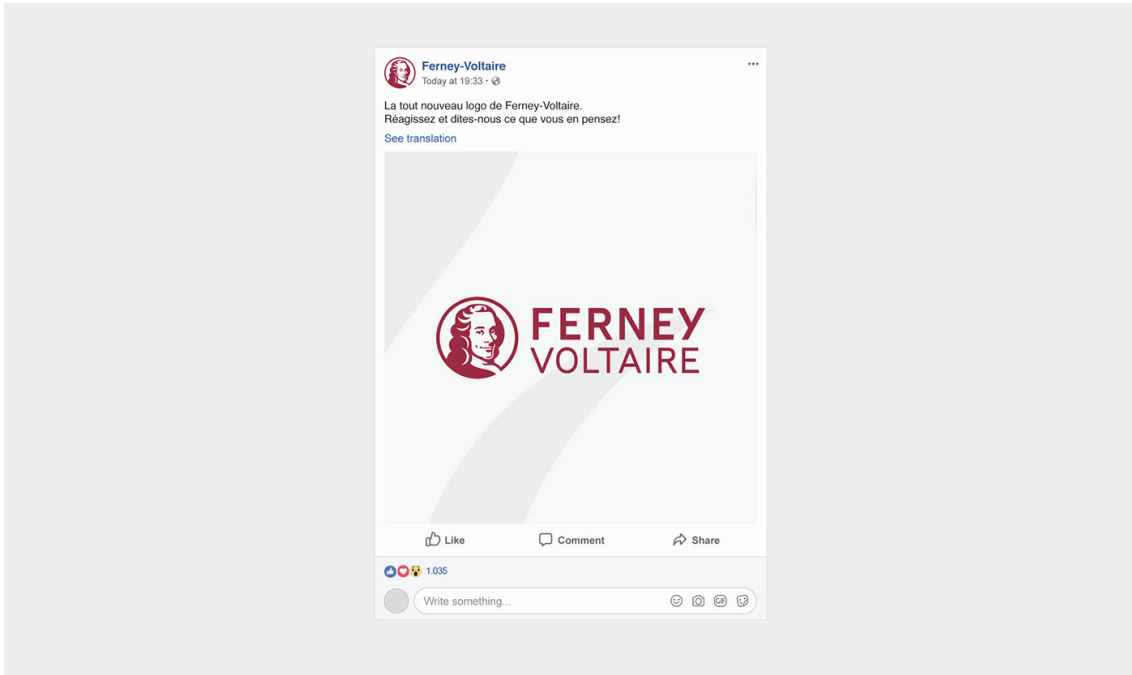 Ferney-Voltaire
Today at 19:33 ·
La tout nouveau logo de Ferney-Voltaire.
Réagissez et dites-nous ce que vous en pensez!
See translation
FERNEY
VOLTAIRE
Like Comment Share
1.035
Write something...
GIF